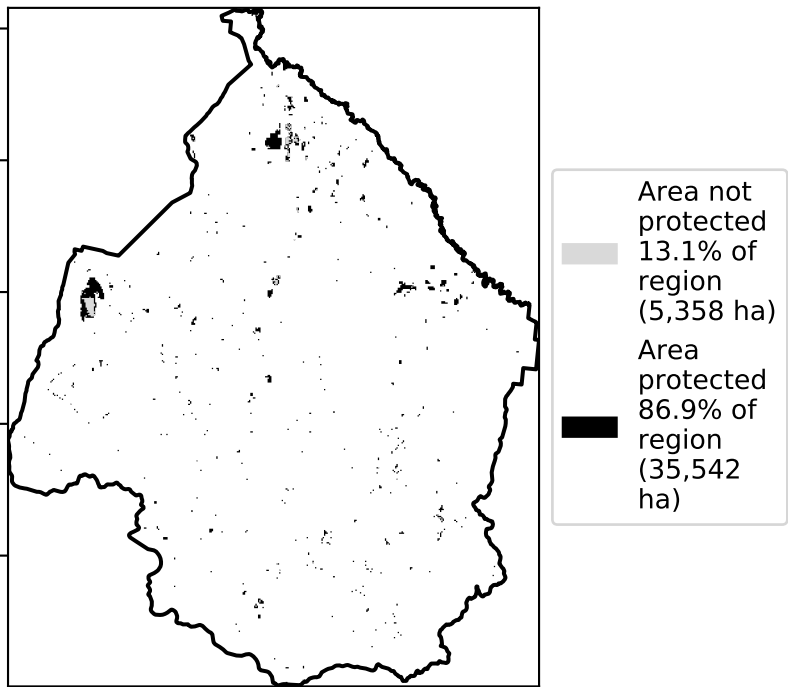 Area not
protected
13.1% of
region
(5,358 ha)
Area
protected
86.9% of
region
(35,542
ha)